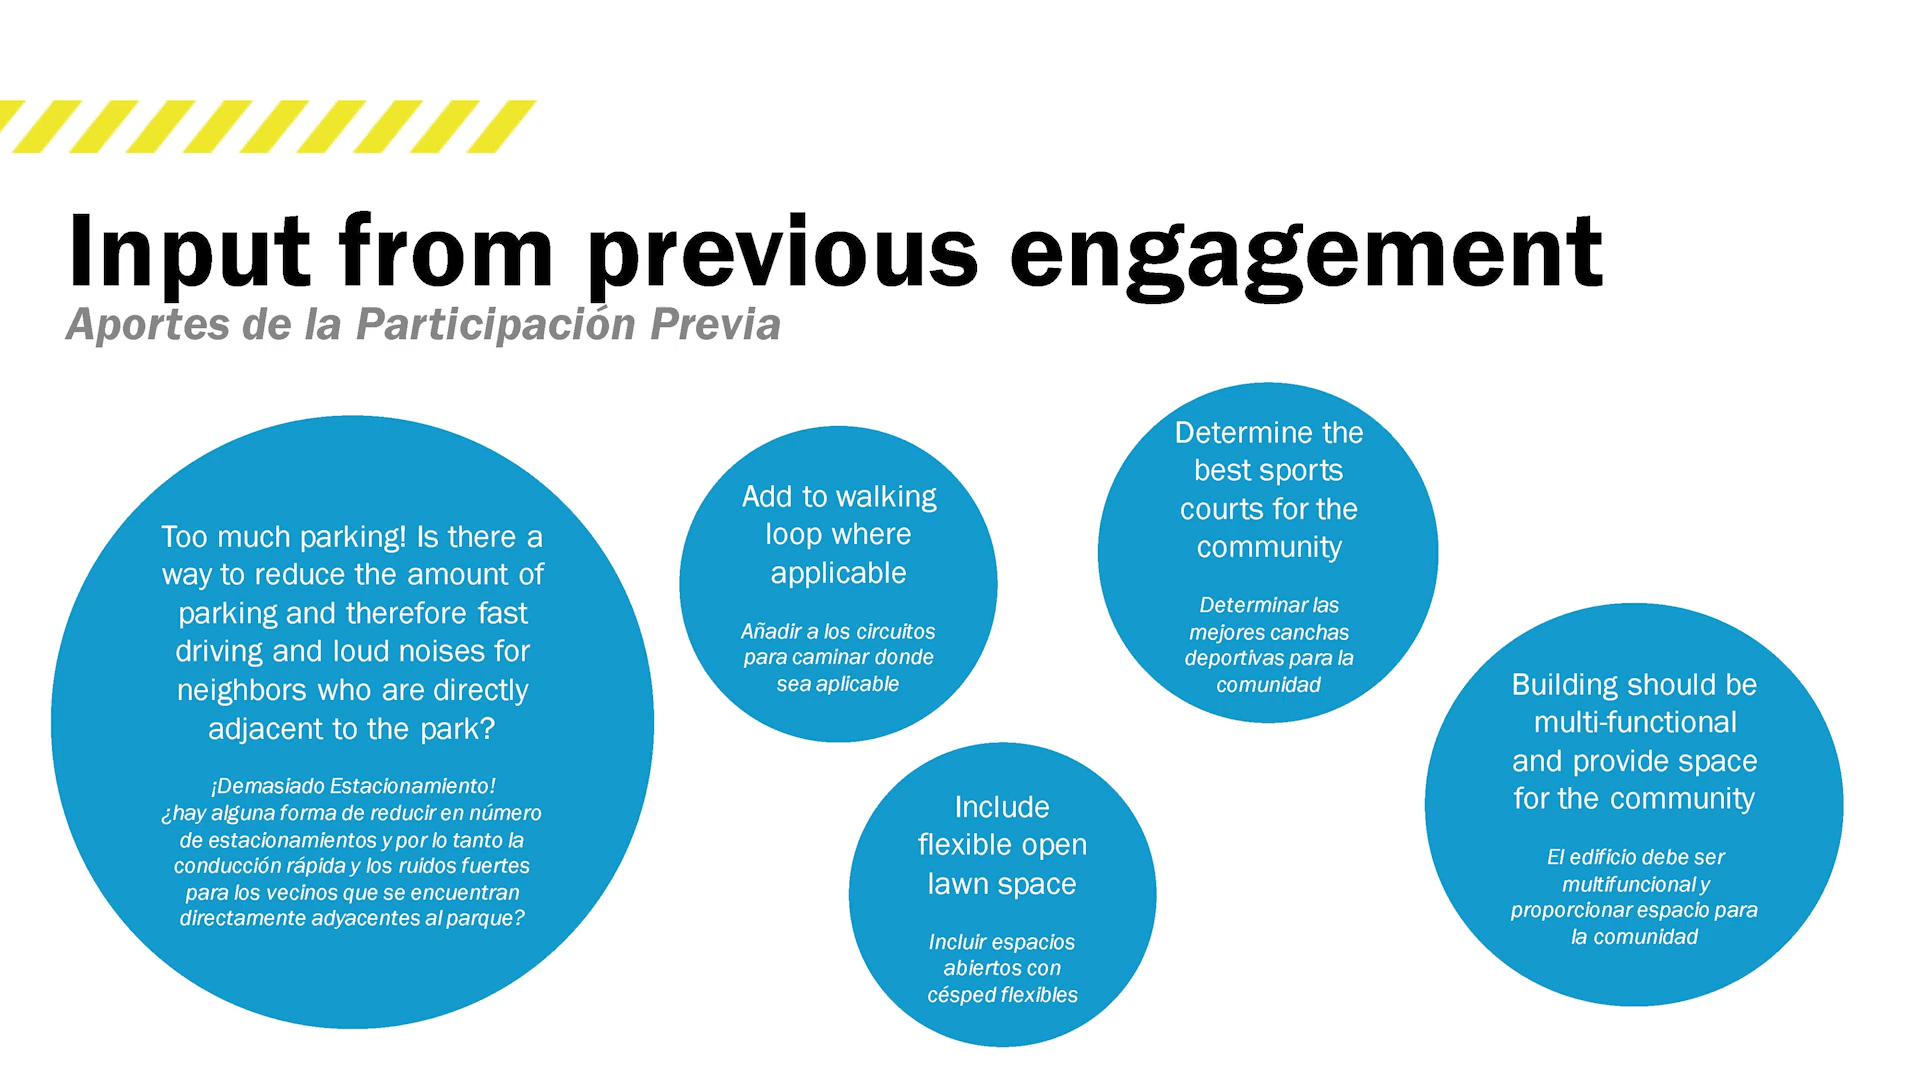 Input from previous engagement
Aportes de la Participación Previa
Too much parking! Is there a
way to reduce the amount of
parking and therefore fast
driving and loud noises for
neighbors who are directly
adjacent to the park?
¡Demasiado Estacionamiento!
¿hay alguna forma de reducir en número
de estacionamientos y por lo tanto la
conducción rápida y los ruidos fuertes
para los vecinos que se encuentran
directamente adyacentes al parque?
Add to walking
loop where
applicable
Añadir a los circuitos
para caminar donde
sea aplicable
Include
flexible open
lawn space
Incluir espacios
abiertos con
césped flexibles
Determine the
best sports
courts for the
community
Determinar las
mejores canchas
deportivas para la
comunidad
Building should be
multi-functional
and provide space
for the community
El edificio debe ser
multifuncional y
proporcionar espacio para
la comunidad